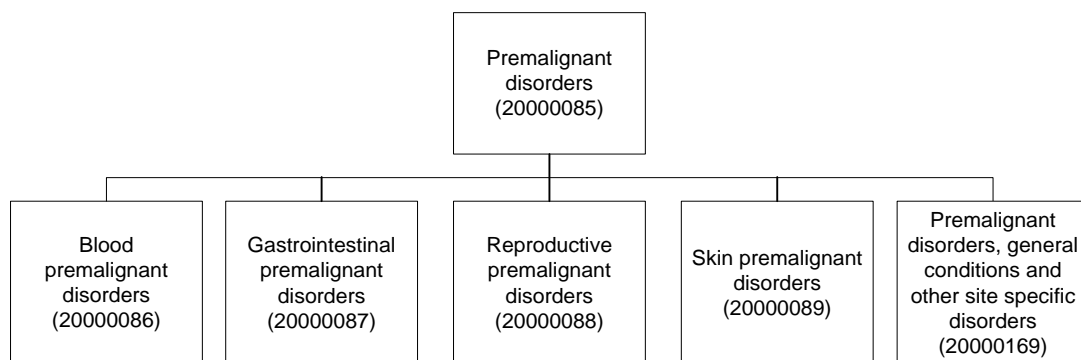 Premalignant
disorders
(20000085)
Blood
premalignant
disorders
(20000086)
Gastrointestinal
premalignant
disorders
(20000087)
Reproductive
premalignant
disorders
(20000088)
Skin premalignant
disorders
(20000089)
Premalignant
disorders, general
conditions and
other site specific
disorders
(20000169)